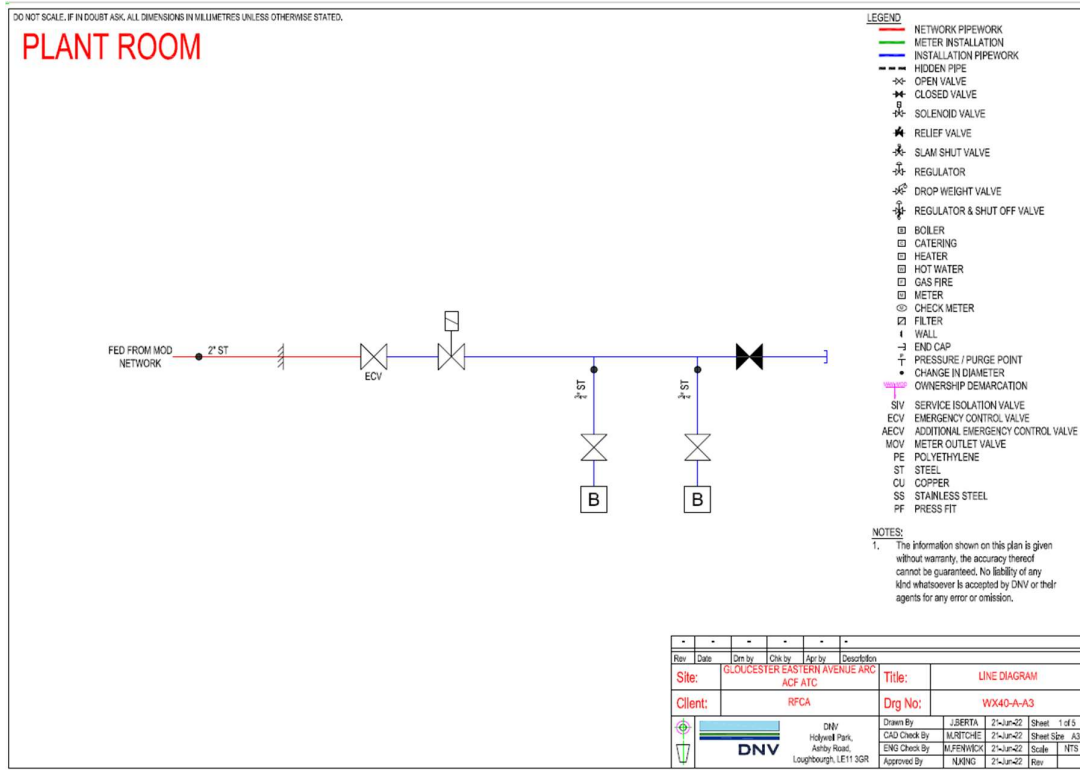 DO NOT SCALE. IF IN DOUBT ASK. ALL DIMENSIONS IN MILLIMETRES UNLESS OTHERWISE STATED.
PLANT ROOM
FED FROM MOD
NETWORK
2" ST
ECV
¾" ST
¾" ST
B
B
LEGEND
NETWORK PIPEWORK
METER INSTALLATION
INSTALLATION PIPEWORK
HIDDEN PIPE
OPEN VALVE
CLOSED VALVE
SOLENOID VALVE
RELIEF VALVE
SLAM SHUT VALVE
REGULATOR
DROP WEIGHT VALVE
REGULATOR & SHUT OFF VALVE
BOILER
CATERING
HEATER
HOT WATER
GAS FIRE
METER
CHECK METER
FILTER
WALL
END CAP
PRESSURE / PURGE POINT
CHANGE IN DIAMETER
OWNERSHIP DEMARCATION
SIV SERVICE ISOLATION VALVE
ECV EMERGENCY CONTROL VALVE
AECV ADDITIONAL EMERGENCY CONTROL VALVE
MOV METER OUTLET VALVE
PE POLYETHYLENE
ST STEEL
CU COPPER
SS STAINLESS STEEL
PF PRESS FIT
NOTES:
1. The information shown on this plan is given
without warranty, the accuracy thereof
cannot be guaranteed. No liability of any
kind whatsoever is accepted by DNV or their
agents for any error or omission.
- - - - - -
Rev Date Drn by Chk by Apr by Description
Site: GLOUCESTER EASTERN AVENUE ARC
ACF ATC
Title: LINE DIAGRAM
Client: RFCA
Drg No: WX40-A-A3
DNV
DNV
Holywell Park,
Ashby Road,
Loughbourgh, LE11 3GR
Drawn By J.BERTA 21-Jun-22 Sheet 1 of 5
CAD Check By M.RITCHIE 21-Jun-22 Sheet Size A3
ENG Check By M.FENWICK 21-Jun-22 Scale NTS
Approved By N.KING 21-Jun-22 Rev